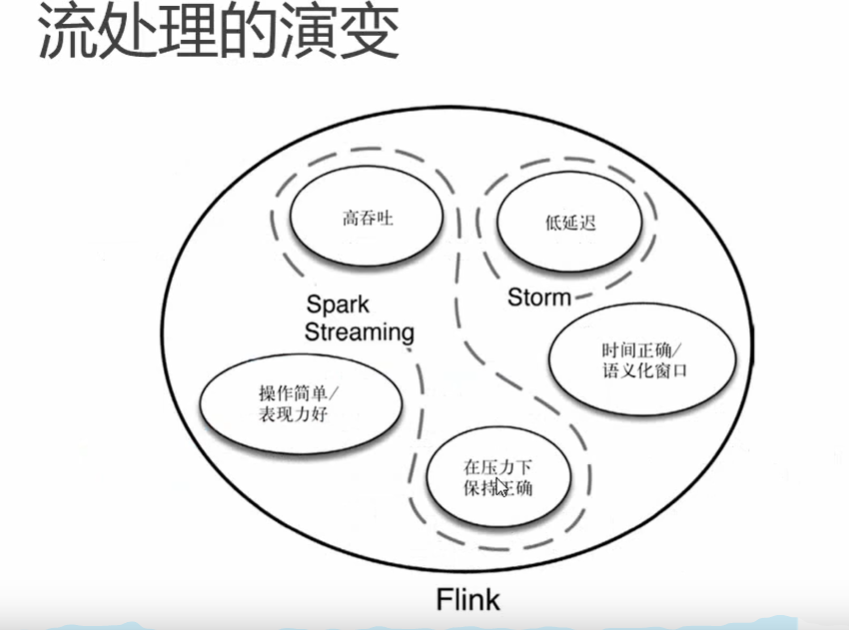 流处理的演变
高吞吐
低延迟
Spark
Streaming
Storm
时间正确/
语义化窗口
操作简单/
表现力好
在压力下
保持正确
Flink